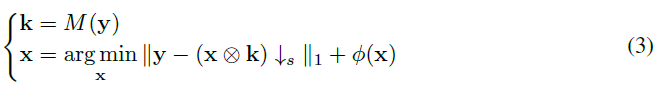 k = M(y)
x = arg min ‖y − (x ⊗ k) ↓s ‖1 + ϕ(x) (3)
x